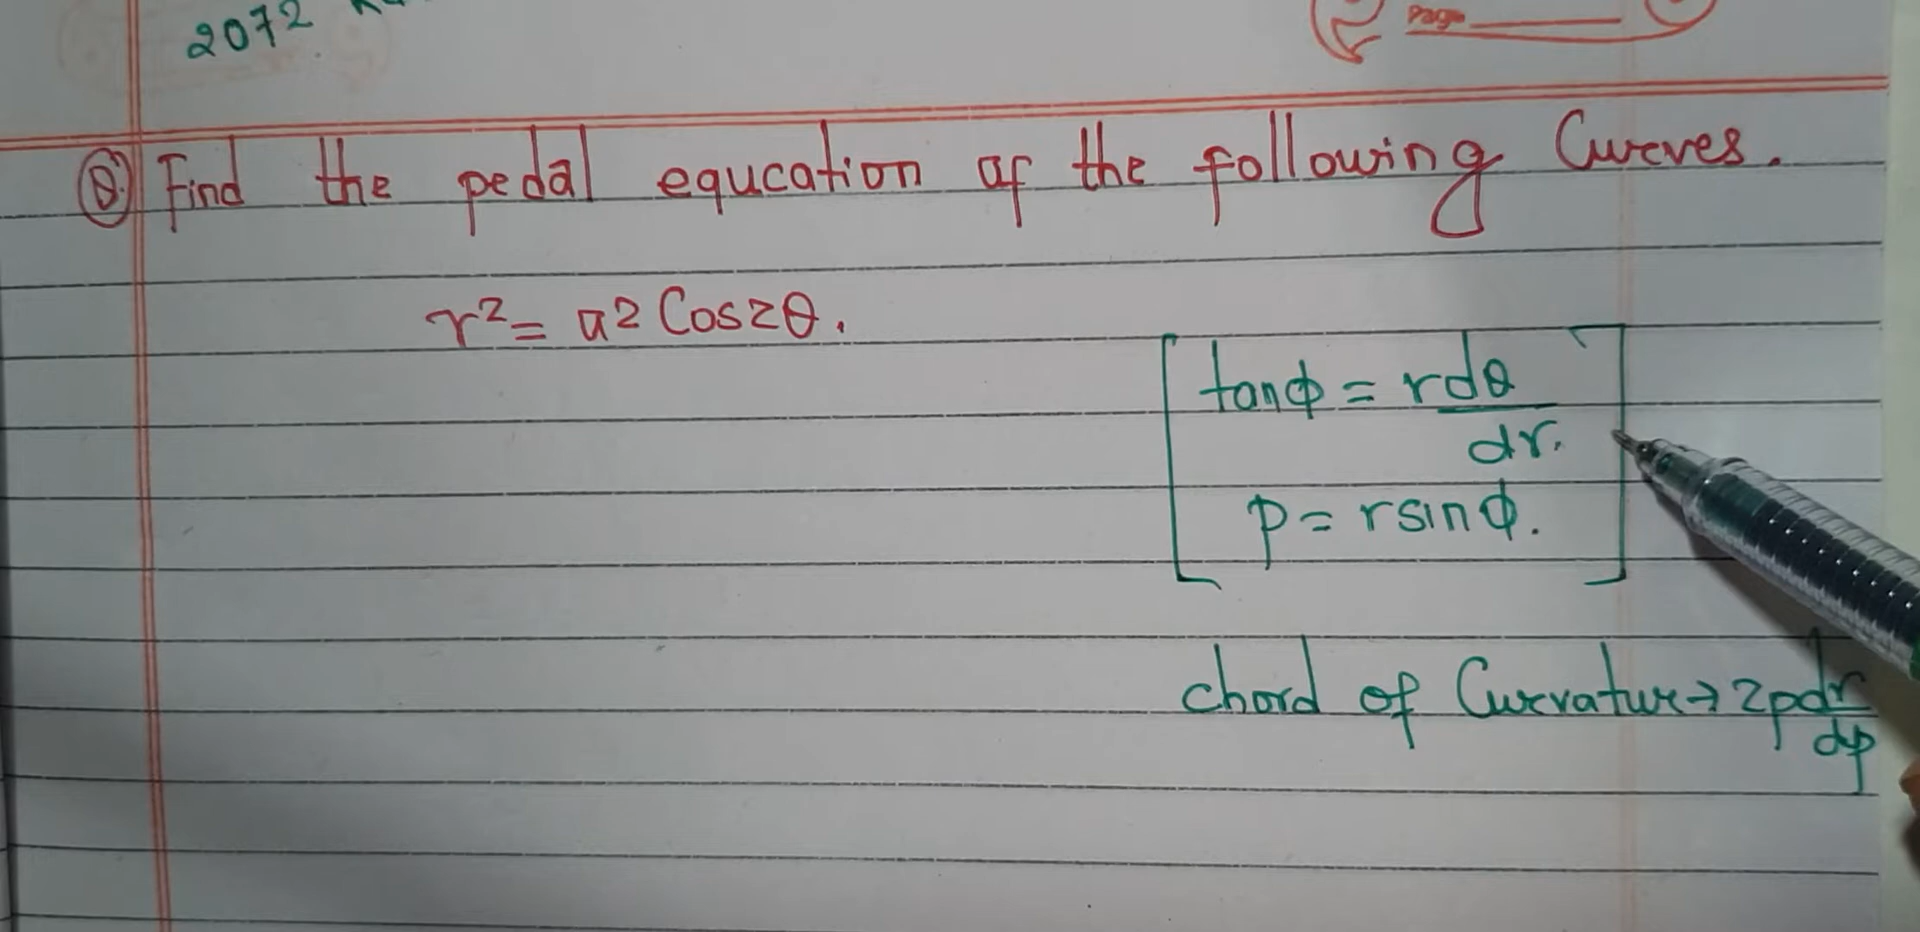 2072
Page
Q. Find the pedal equcation of the following Curves.
r² = a² Cos2θ.
tanφ = r dθ/dr.
p = r sinφ.
chord of Curvature → 2p dr/dp